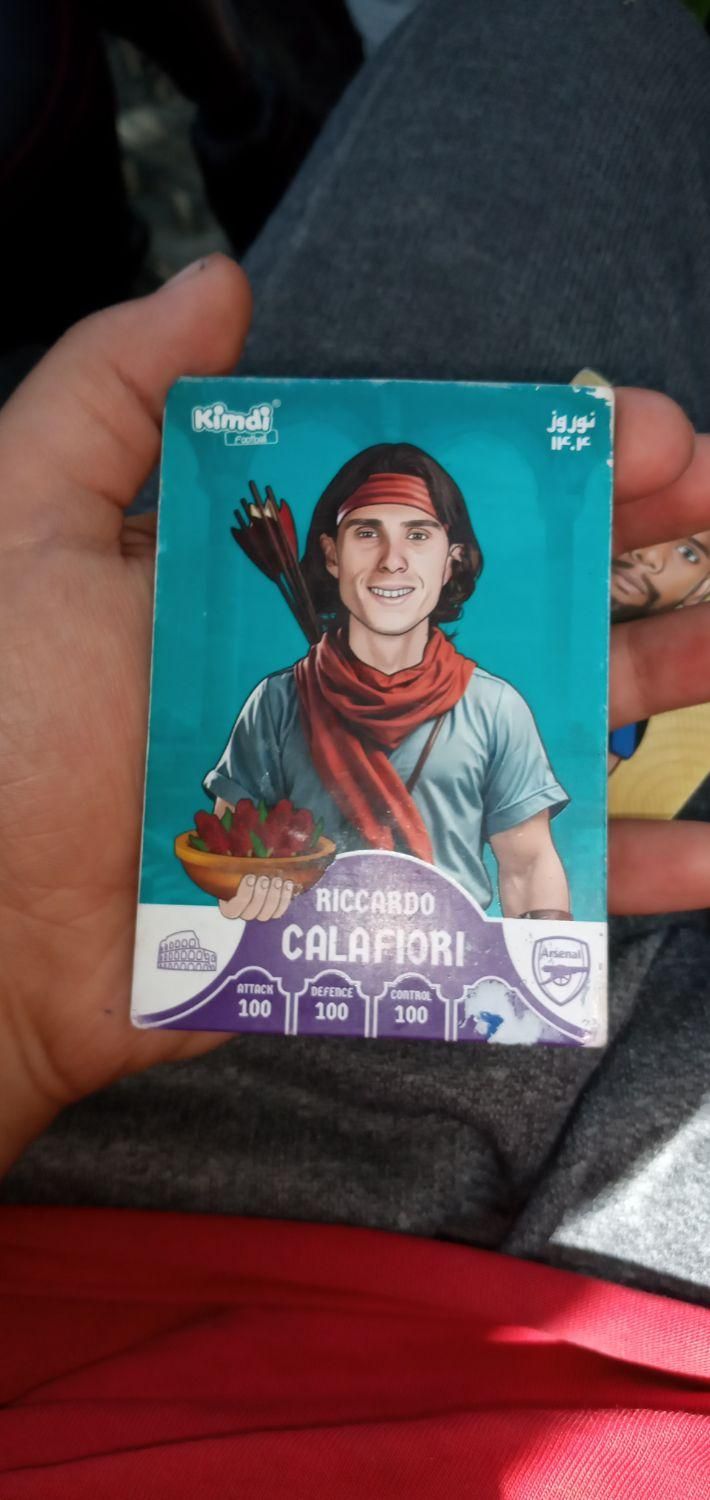 Kimdi®
Football
نوروز
۱۴۰۴
RICCARDO
CALAFIORI
Arsenal
ATTACK
100
DEFENCE
100
CONTROL
100